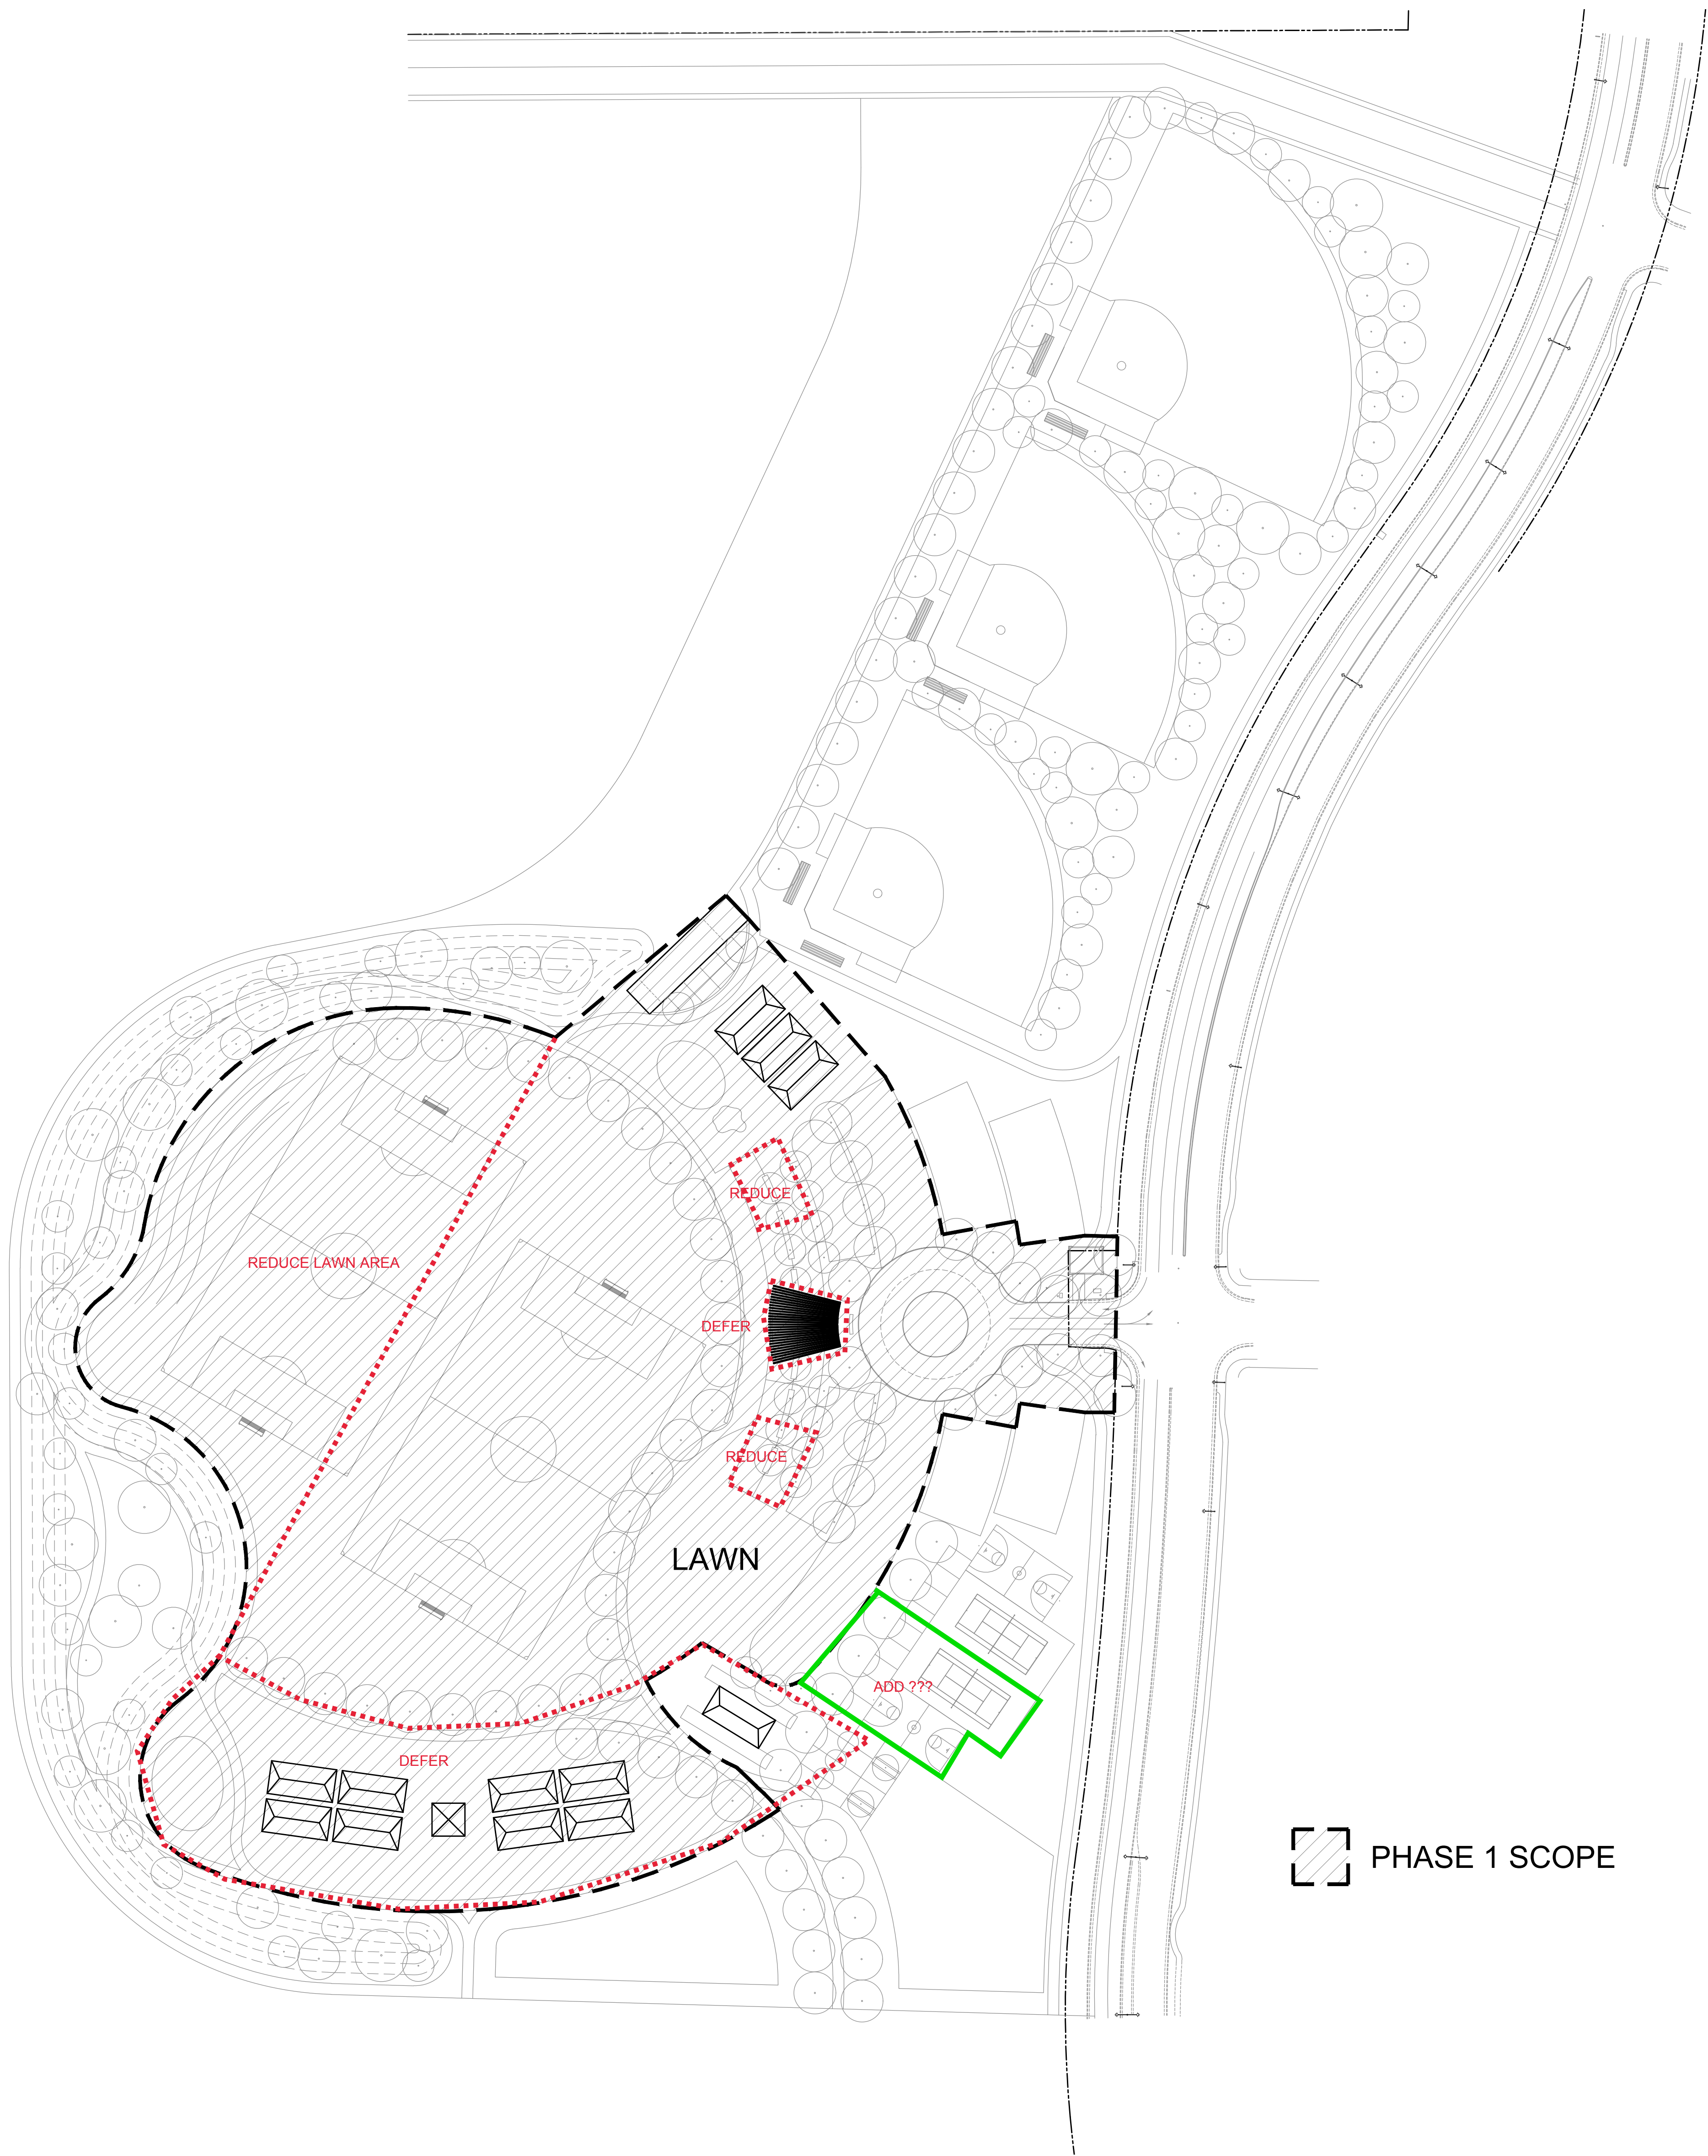 REDUCE
REDUCE LAWN AREA
DEFER
REDUCE
LAWN
ADD ???
DEFER
PHASE 1 SCOPE